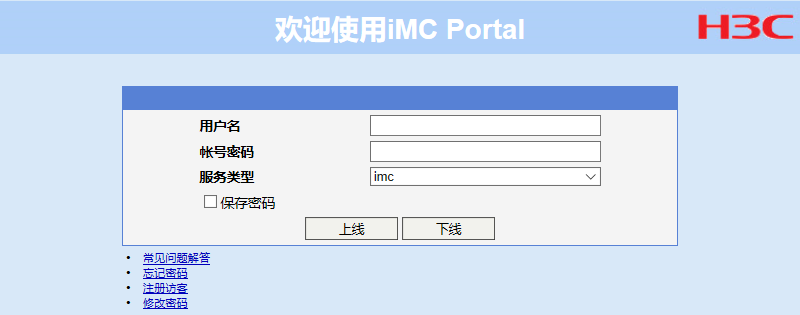 欢迎使用iMC Portal
H3C
用户名
帐号密码
服务类型
imc
保存密码
上线 下线
常见问题解答
忘记密码
注册访客
修改密码